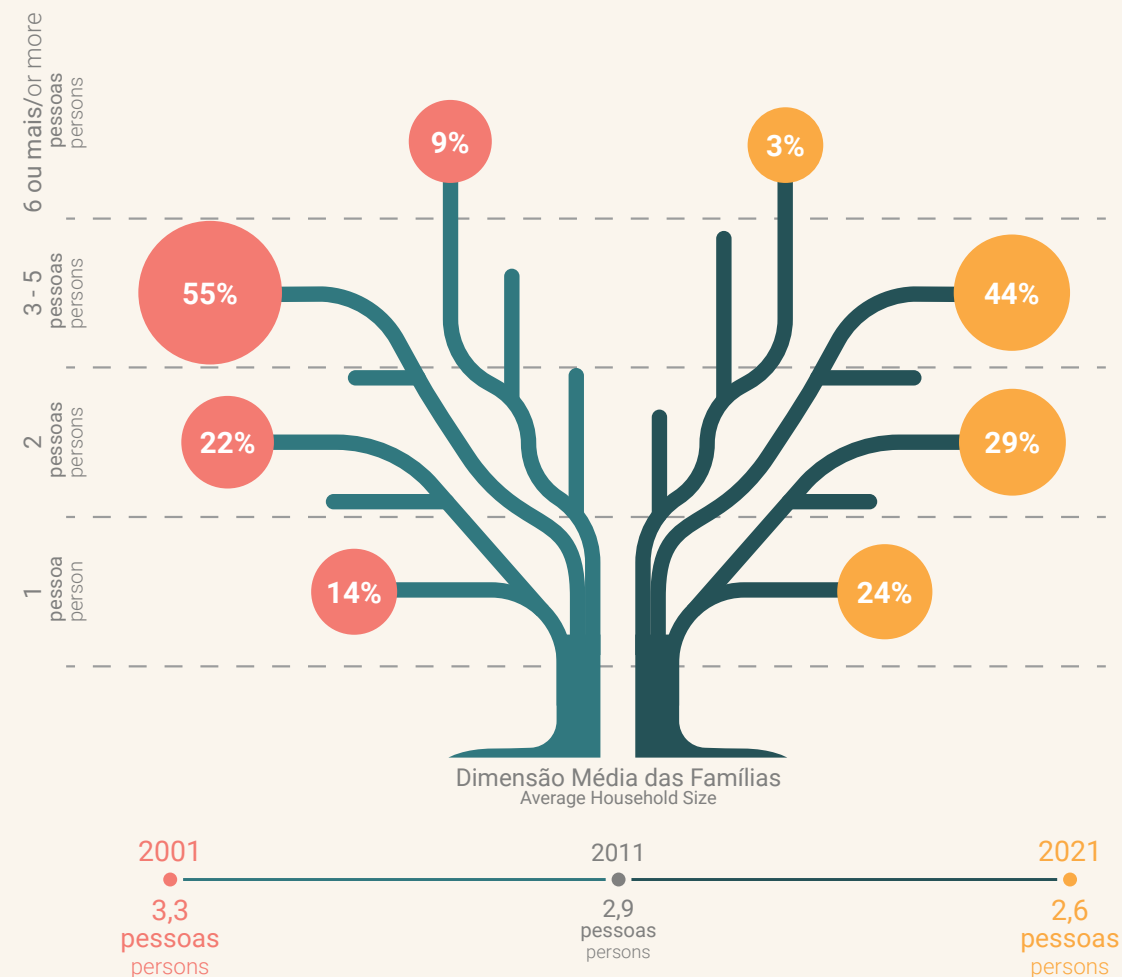 6 ou mais/or more
pessoas
persons
9%
3%
3 - 5
pessoas
persons
55%
44%
2
pessoas
persons
22%
29%
1
pessoa
person
14%
24%
Dimensão Média das Famílias
Average Household Size
2001
2011
2021
3,3
pessoas
persons
2,9
pessoas
persons
2,6
pessoas
persons